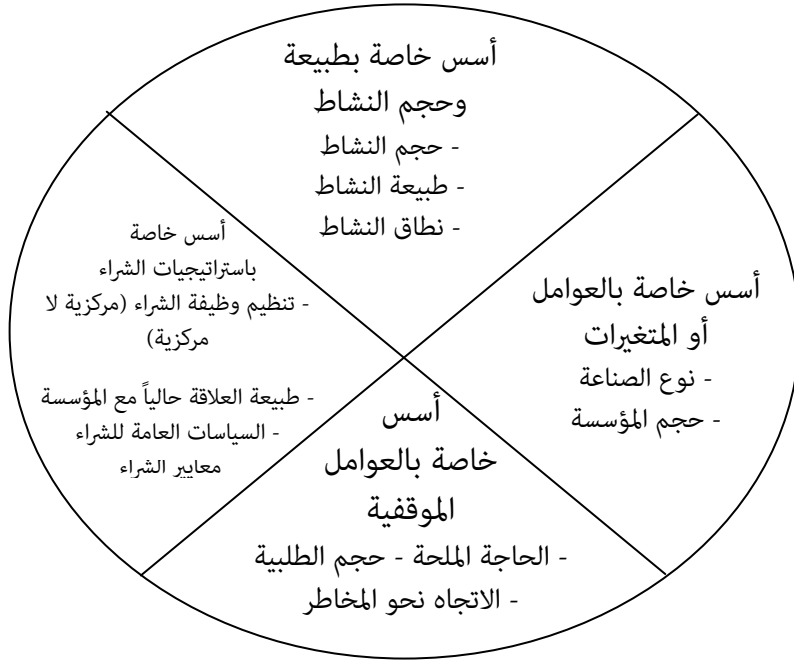 أسس خاصة بطبيعة
وحجم النشاط
- حجم النشاط
- طبيعة النشاط
- نطاق النشاط
أسس خاصة بالعوامل
أو المتغيرات
- نوع الصناعة
- حجم المؤسسة
أسس خاصة
باستراتيجيات الشراء
- تنظيم وظيفة الشراء (مركزية لا
مركزية)
- طبيعة العلاقة حالياً مع المؤسسة
- السياسات العامة للشراء
معايير الشراء
أسس
خاصة بالعوامل
الموقفية
- الحاجة الملحة - حجم الطلبية
- الاتجاه نحو المخاطر